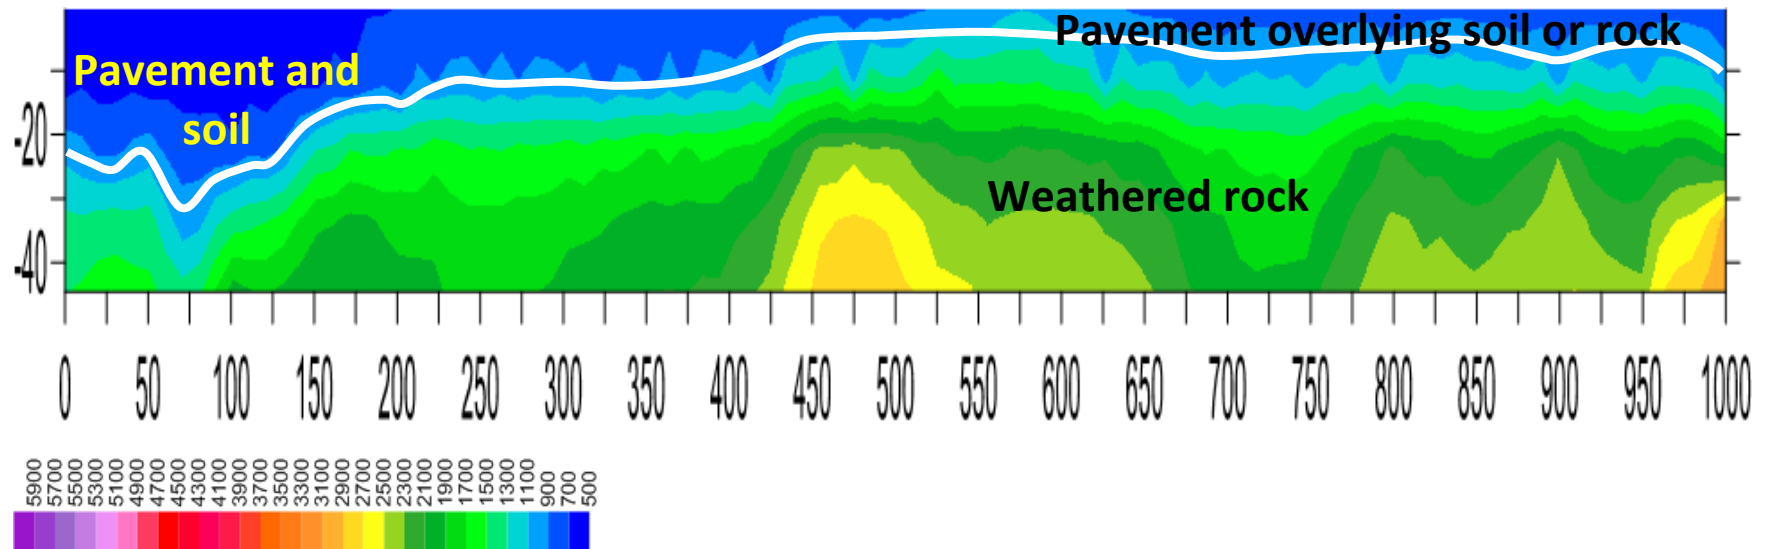 Pavement overlying soil or rock
Pavement and
soil
-20
Weathered rock
-40
0 50 100 150 200 250 300 350 400 450 500 550 600 650 700 750 800 850 900 950 1000
5900 5700 5500 5300 5100 4900 4700 4500 4300 4100 3900 3700 3500 3300 3100 2900 2700 2500 2300 2100 1900 1700 1500 1300 1100 900 700 500